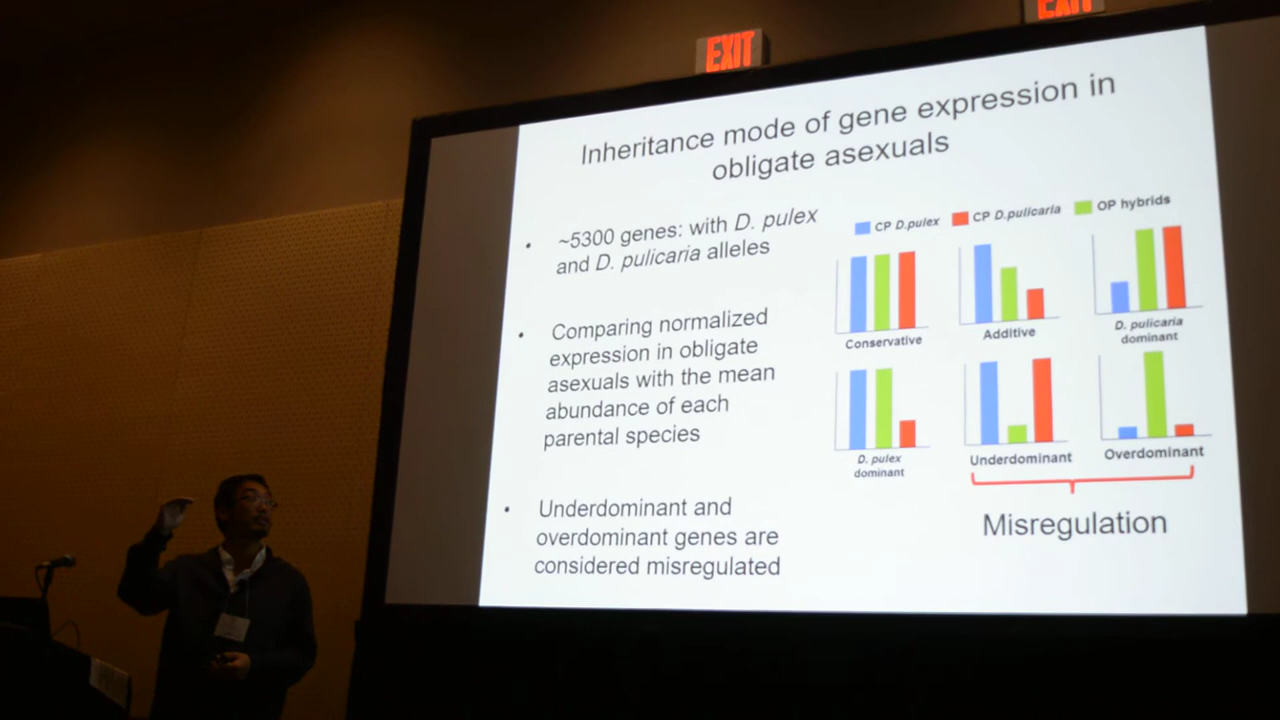 EXIT
EXIT
Inheritance mode of gene expression in
obligate asexuals
• ~5300 genes: with D. pulex
and D. pulicaria alleles
• Comparing normalized
expression in obligate
asexuals with the mean
abundance of each
parental species
• Underdominant and
overdominant genes are
considered misregulated
CP D.pulex CP D.pulicaria OP hybrids
Conservative
Additive
D. pulicaria
dominant
D. pulex
dominant
Underdominant
Overdominant
Misregulation